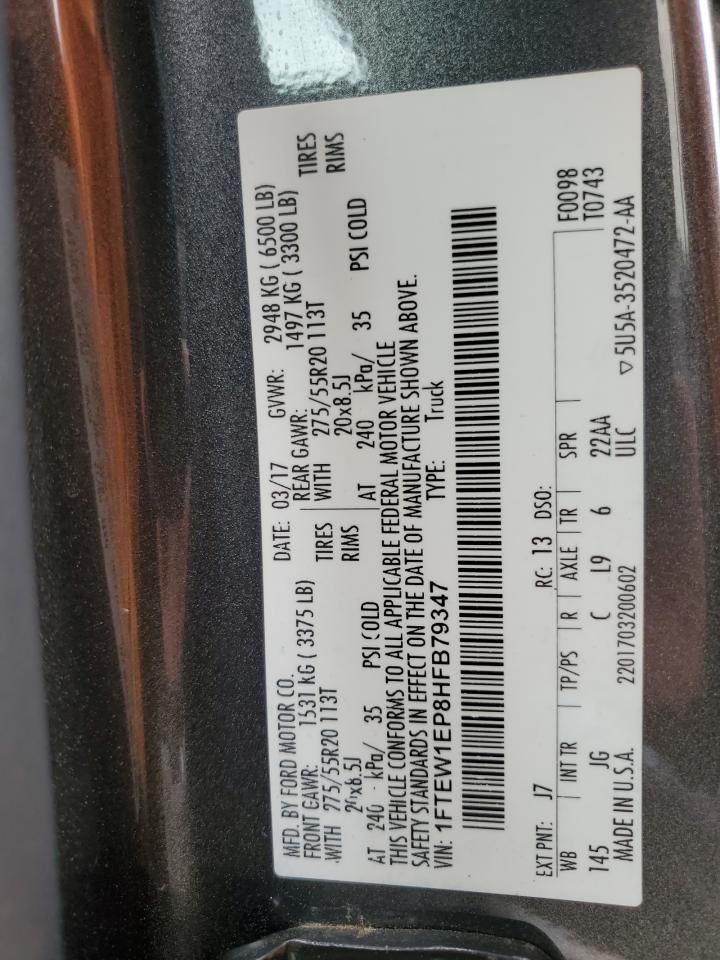 MFD. BY FORD MOTOR CO. DATE: 03/17 GVWR: 2948 KG ( 6500 LB)
FRONT GAWR: 1531 KG ( 3375 LB) REAR GAWR: 1497 KG ( 3300 LB)
WITH 275/55R20 113T TIRES WITH 275/55R20 113T TIRES
20x8.5J RIMS 20x8.5J RIMS
AT 240 kPa/ 35 PSI COLD AT 240 kPa/ 35 PSI COLD
THIS VEHICLE CONFORMS TO ALL APPLICABLE FEDERAL MOTOR VEHICLE
SAFETY STANDARDS IN EFFECT ON THE DATE OF MANUFACTURE SHOWN ABOVE.
VIN: 1FTEW1EP8HFB79347 TYPE: Truck
EXT PNT: J7 RC: 13 DSO:
WB INT TR TP/PS R AXLE TR SPR F0098
145 JG C L9 6 22AA T0743
ULC
MADE IN U.S.A. 2201703200602 ▽5U5A-3520472-AA